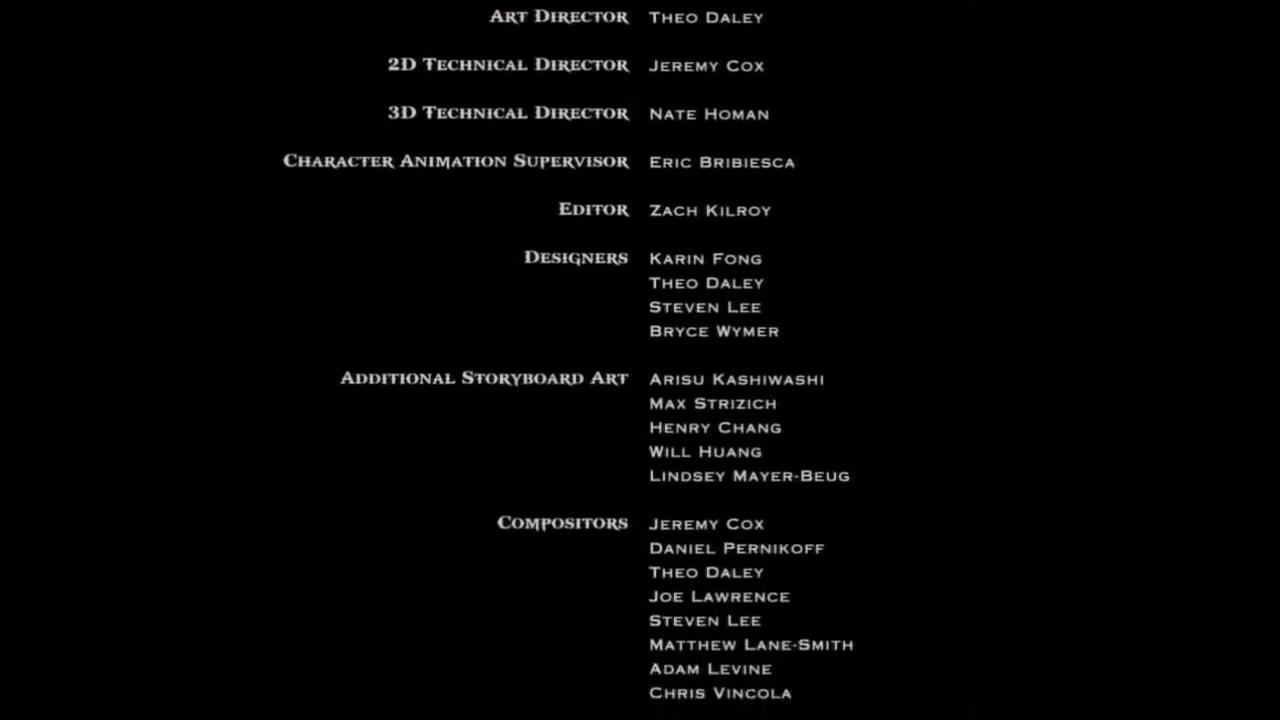 Art Director Theo Daley
2D Technical Director Jeremy Cox
3D Technical Director Nate Homan
Character Animation Supervisor Eric Bribiesca
Editor Zach Kilroy
Designers Karin Fong
Theo Daley
Steven Lee
Bryce Wymer
Additional Storyboard Art Arisu Kashiwashi
Max Strizich
Henry Chang
Will Huang
Lindsey Mayer-Beug
Compositors Jeremy Cox
Daniel Pernikoff
Theo Daley
Joe Lawrence
Steven Lee
Matthew Lane-Smith
Adam Levine
Chris Vincola